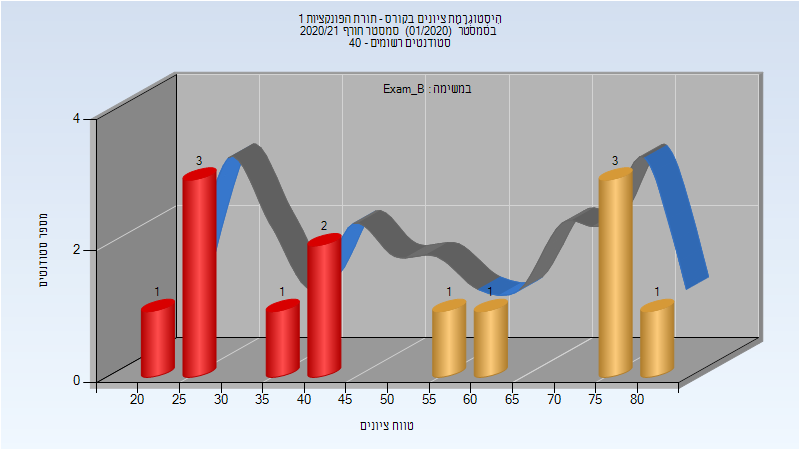 הִיסְטוֹגְרָמַת ציונים בקורס - תורת הפונקציות 1
בסמסטר (01/2020) סמסטר חורף 2020/21
סטודנטים רשומים - 40
במשימה : Exam_B
מספר סטודנטים
4
2
0
1
3
1
2
1
1
3
1
20 25 30 35 40 45 50 55 60 65 70 75 80
טווח ציונים